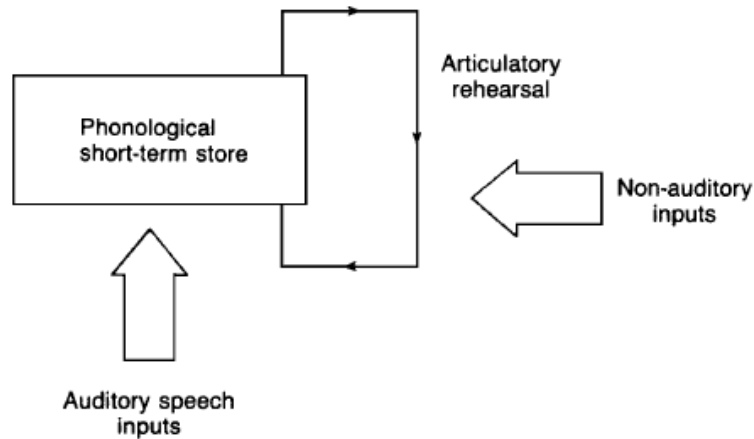 Articulatory
rehearsal
Phonological
short-term store
Non-auditory
inputs
Auditory speech
inputs